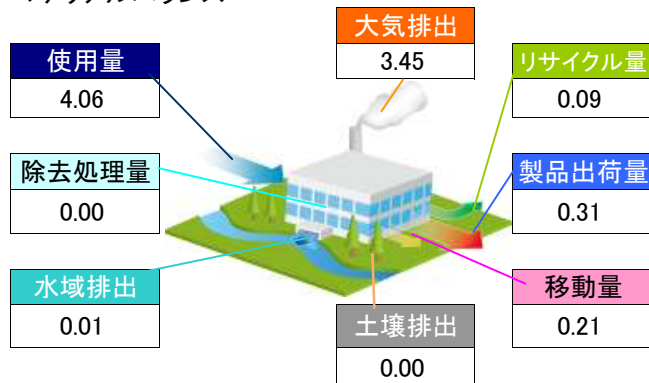 大気排出
3.45
使用量
4.06
リサイクル量
0.09
除去処理量
0.00
製品出荷量
0.31
水域排出
0.01
移動量
0.21
土壌排出
0.00